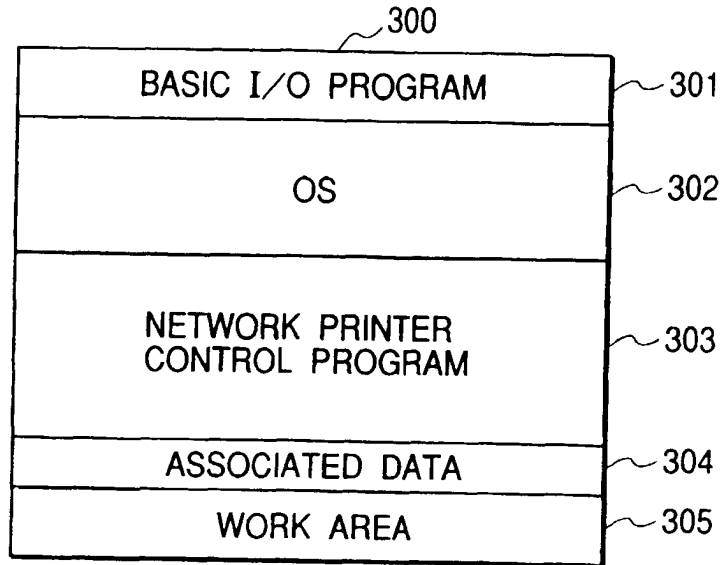 300
BASIC I/O PROGRAM
301
OS
302
NETWORK PRINTER
CONTROL PROGRAM
303
ASSOCIATED DATA
304
WORK AREA
305